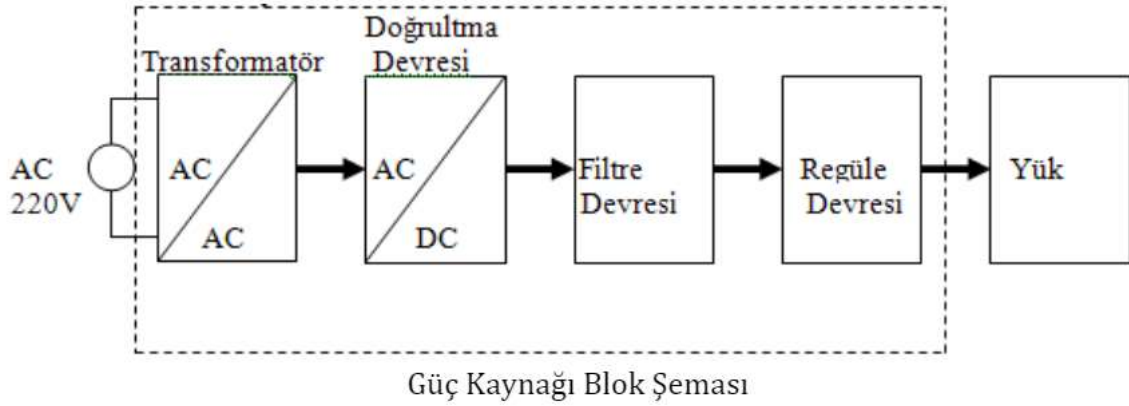 Transformatör
Doğrultma
Devresi
AC
220V
AC
AC
AC
DC
Filtre
Devresi
Regüle
Devresi
Yük
Güç Kaynağı Blok Şeması